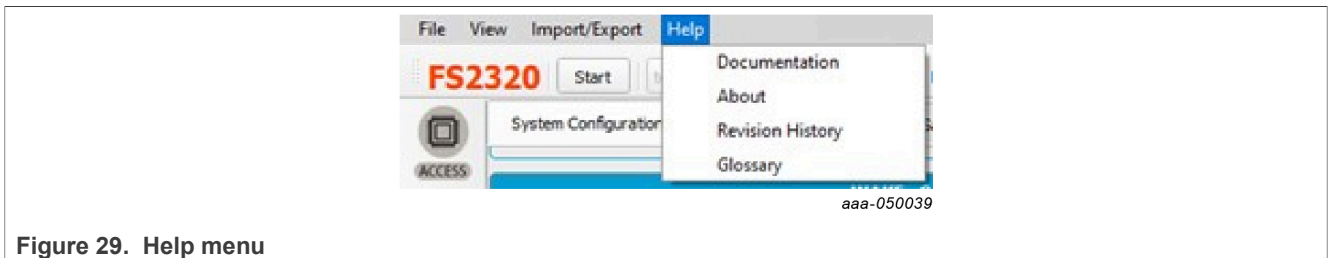 File View Import/Export Help
Documentation
FS2320 Start
About
System Configuration
Revision History
ACCESS
Glossary
aaa-050039
Figure 29. Help menu